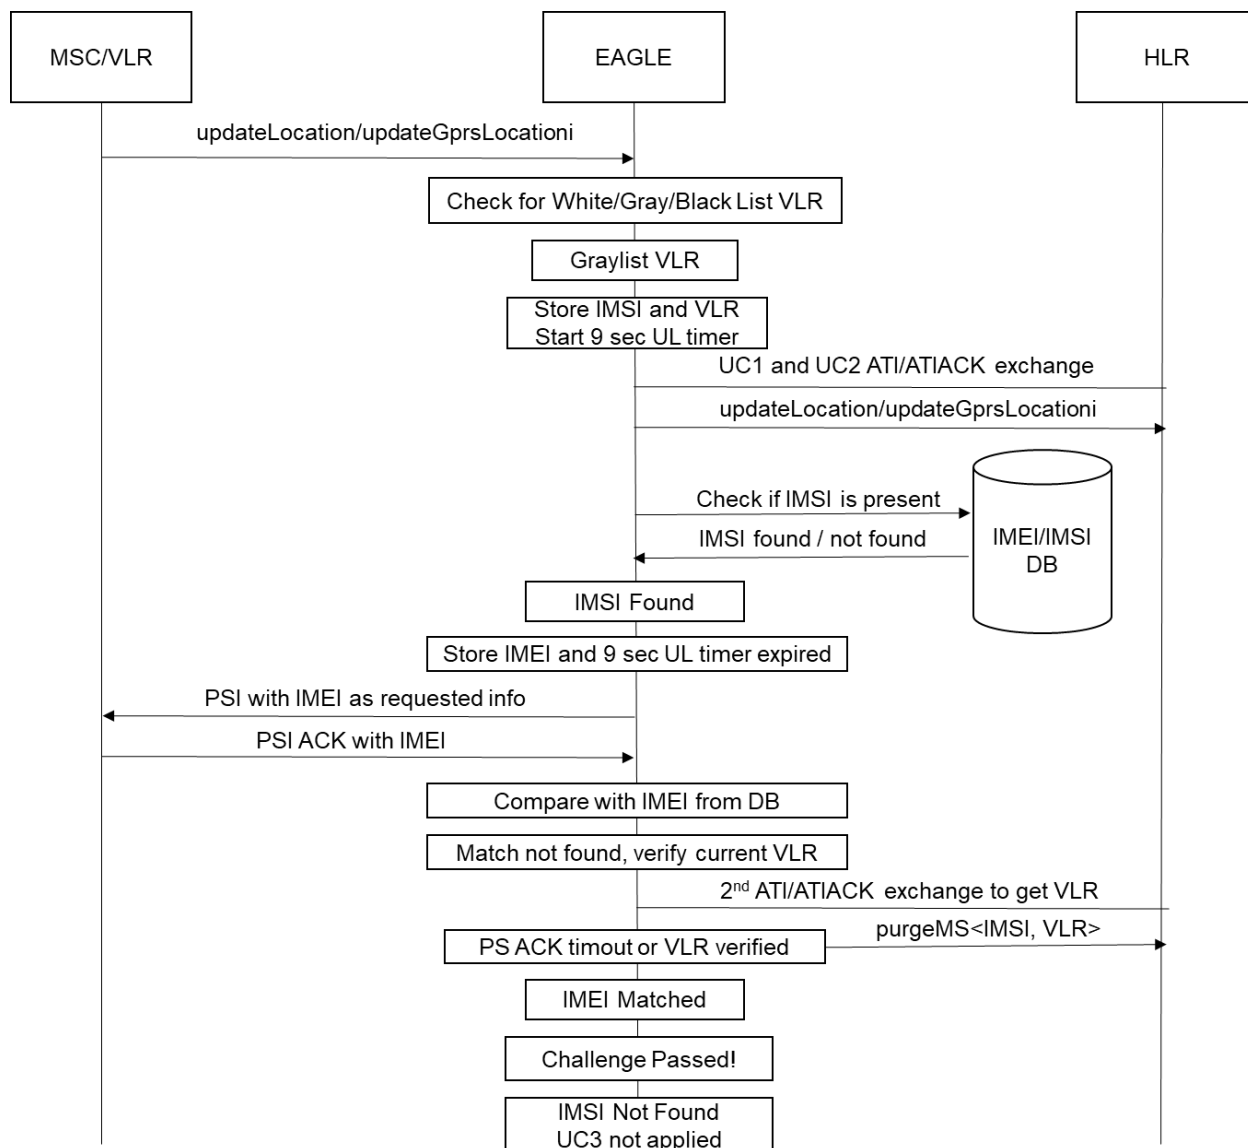 MSC/VLR
EAGLE
HLR
updateLocation/updateGprsLocationi
Check for White/Gray/Black List VLR
Graylist VLR
Store IMSI and VLR
Start 9 sec UL timer
UC1 and UC2 ATI/ATIACK exchange
updateLocation/updateGprsLocationi
Check if IMSI is present
IMSI found / not found
IMEI/IMSI
DB
IMSI Found
Store IMEI and 9 sec UL timer expired
PSI with IMEI as requested info
PSI ACK with IMEI
Compare with IMEI from DB
Match not found, verify current VLR
2nd ATI/ATIACK exchange to get VLR
purgeMS<IMSI, VLR>
PS ACK timout or VLR verified
IMEI Matched
Challenge Passed!
IMSI Not Found
UC3 not applied